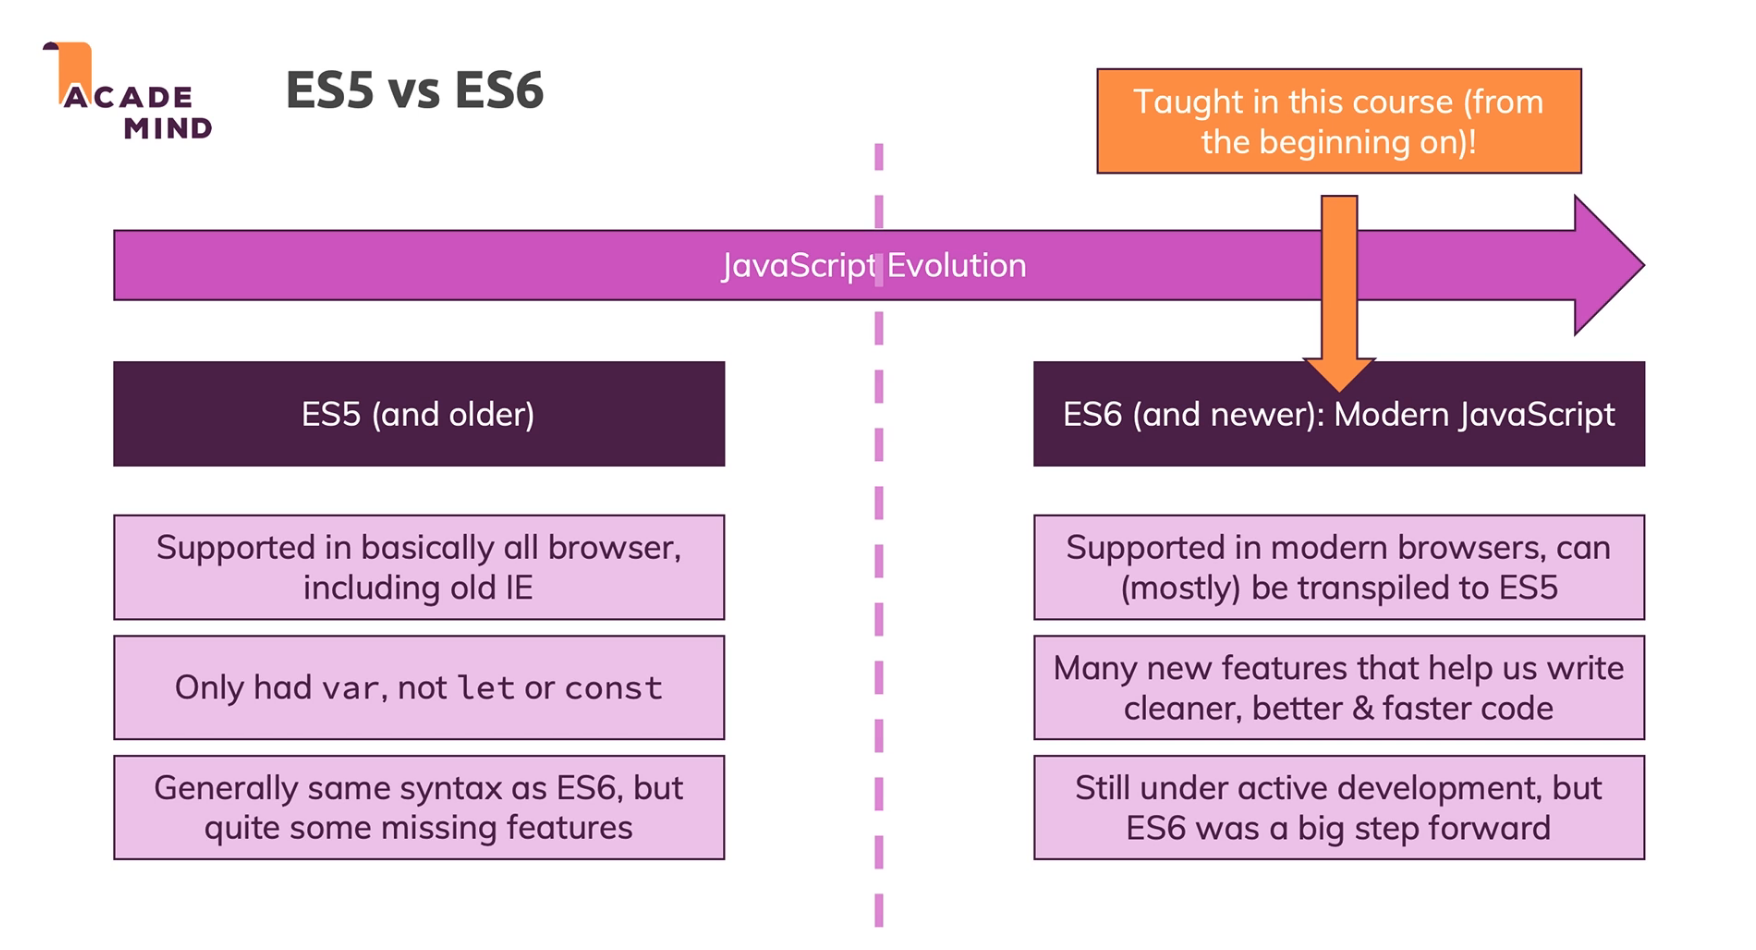 ACADE
MIND
ES5 vs ES6
Taught in this course (from
the beginning on)!
JavaScript Evolution
ES5 (and older)
ES6 (and newer): Modern JavaScript
Supported in basically all browser,
including old IE
Supported in modern browsers, can
(mostly) be transpiled to ES5
Only had var, not let or const
Many new features that help us write
cleaner, better & faster code
Generally same syntax as ES6, but
quite some missing features
Still under active development, but
ES6 was a big step forward